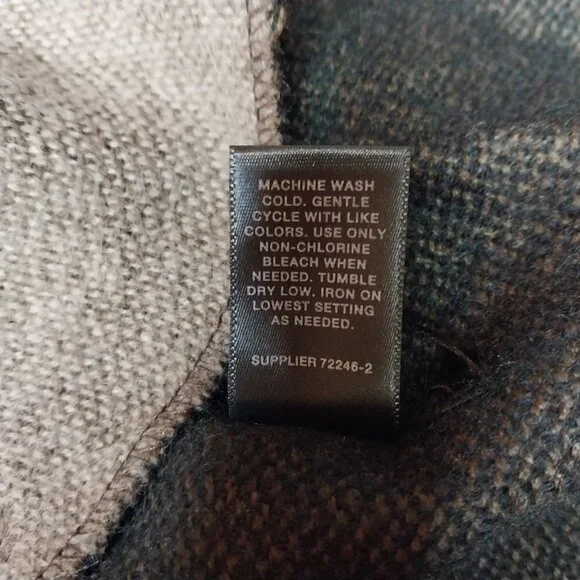 MACHINE WASH
COLD. GENTLE
CYCLE WITH LIKE
COLORS. USE ONLY
NON-CHLORINE
BLEACH WHEN
NEEDED. TUMBLE
DRY LOW. IRON ON
LOWEST SETTING
AS NEEDED.
SUPPLIER 72246-2